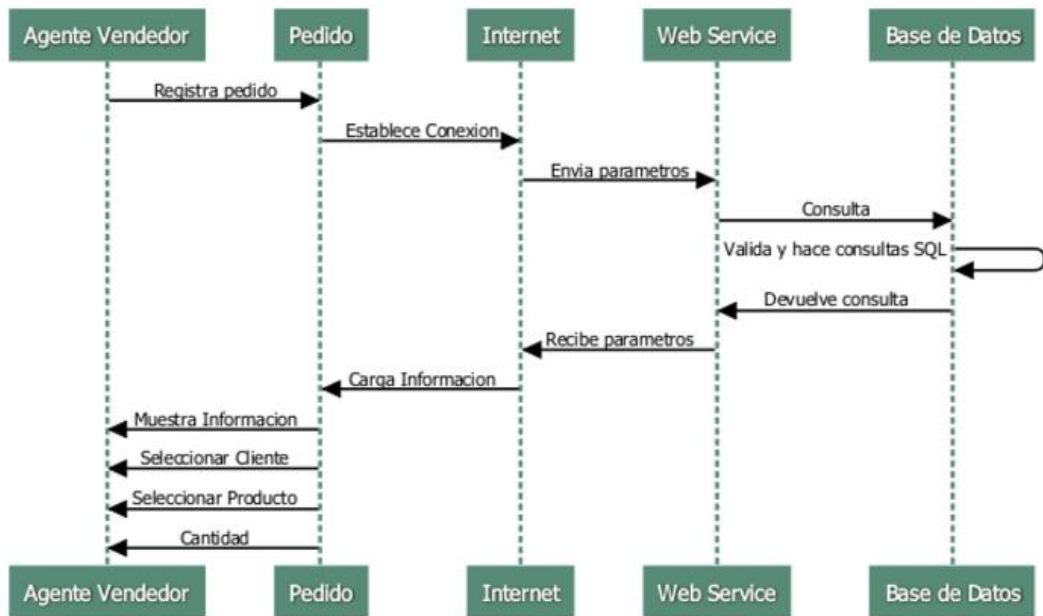 Agente Vendedor
Pedido
Internet
Web Service
Base de Datos
Registra pedido
Establece Conexion
Envia parametros
Consulta
Valida y hace consultas SQL
Devuelve consulta
Recibe parametros
Carga Informacion
Muestra Informacion
Seleccionar Cliente
Seleccionar Producto
Cantidad
Agente Vendedor
Pedido
Internet
Web Service
Base de Datos